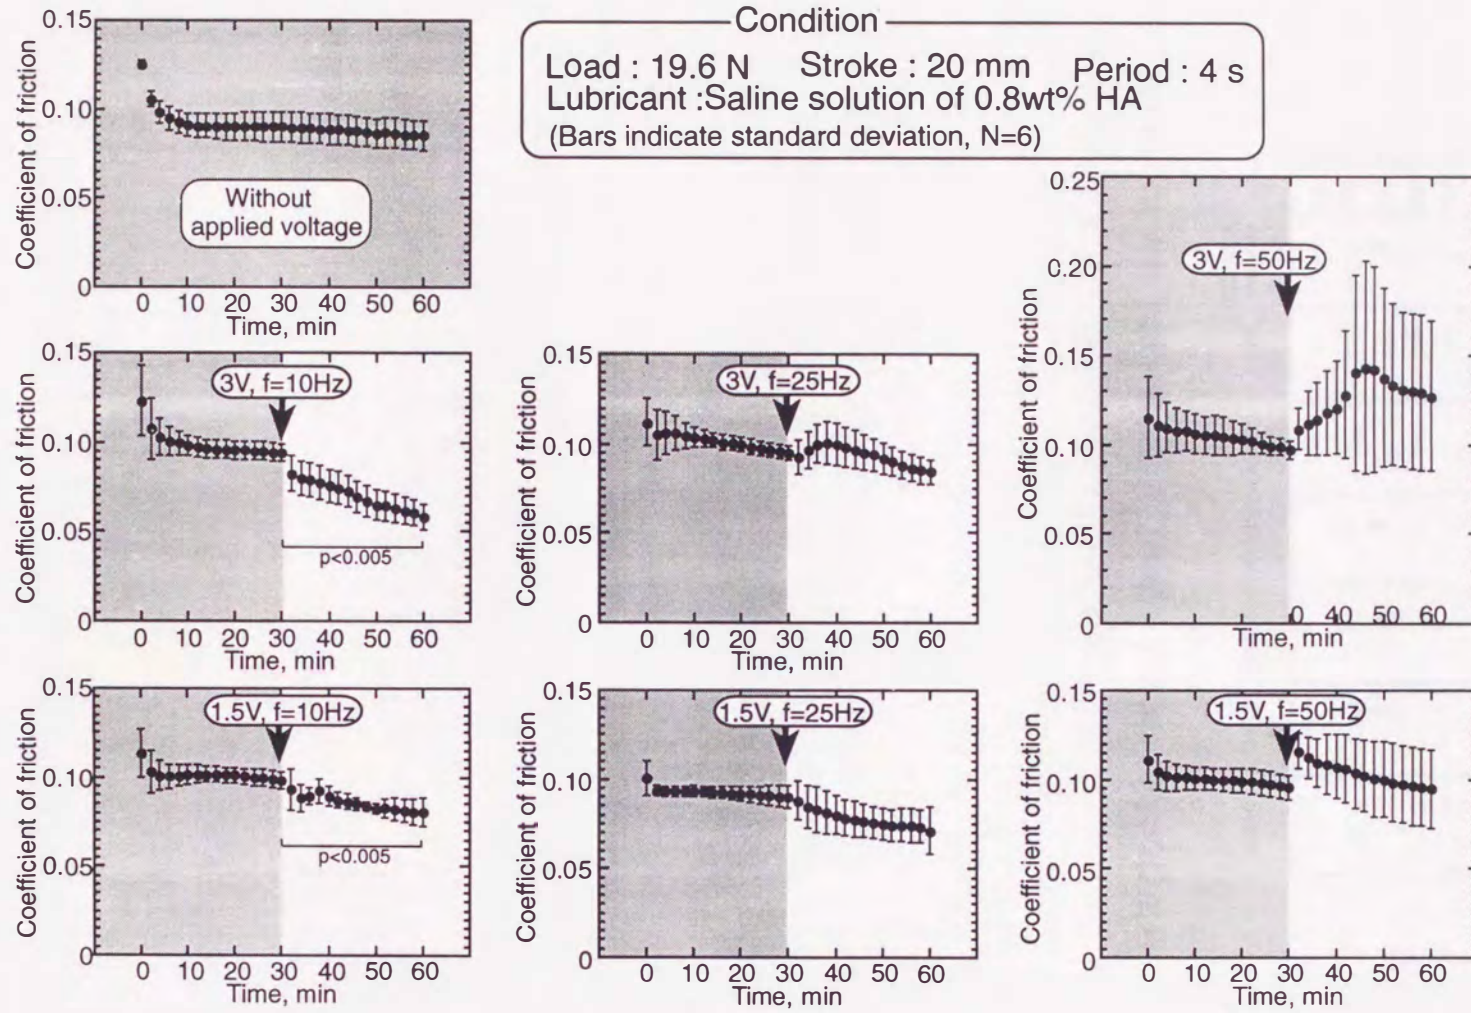 Condition
Load : 19.6 N Stroke : 20 mm Period : 4 s
Lubricant :Saline solution of 0.8wt% HA
(Bars indicate standard deviation, N=6)
0.15
0.10
0.05
0
Coefficient of friction
Without
applied voltage
0 10 20 30 40 50 60
Time, min
0.15
0.10
0.05
0
Coefficient of friction
3V, f=10Hz
p<0.005
0 10 20 30 40 50 60
Time, min
0.15
0.10
0.05
0
Coefficient of friction
3V, f=25Hz
0 10 20 30 40 50 60
Time, min
0.25
0.20
0.15
0.10
0.05
0
Coefficient of friction
3V, f=50Hz
0 40 50 60
Time, min
0.15
0.10
0.05
0
Coefficient of friction
1.5V, f=10Hz
p<0.005
0 10 20 30 40 50 60
Time, min
0.15
0.10
0.05
0
Coefficient of friction
1.5V, f=25Hz
0 10 20 30 40 50 60
Time, min
0.15
0.10
0.05
0
Coefficient of friction
1.5V, f=50Hz
0 10 20 30 40 50 60
Time, min